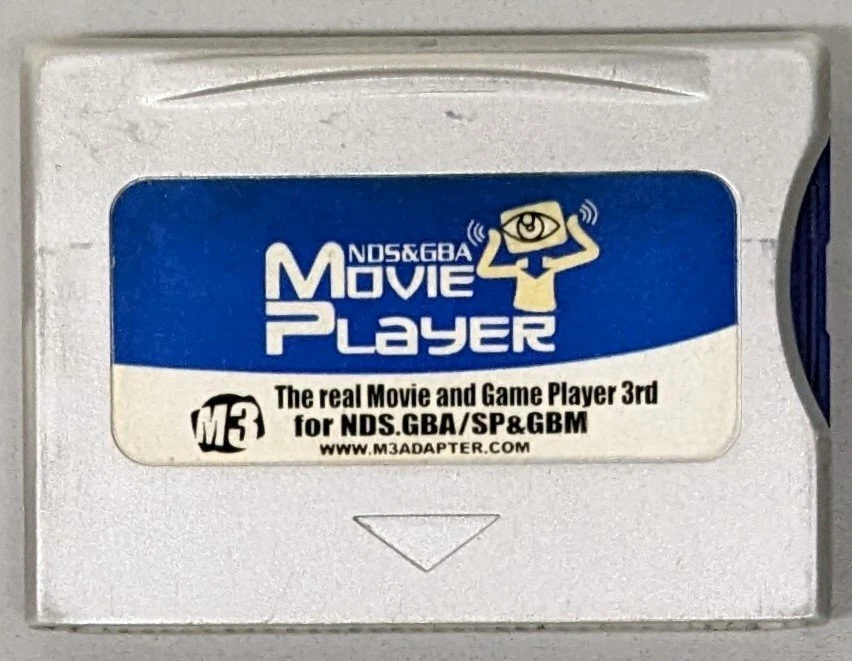 NDS&GBA
MOVIE
PLAYER
M3
The real Movie and Game Player 3rd
for NDS.GBA/SP&GBM
WWW.M3ADAPTER.COM